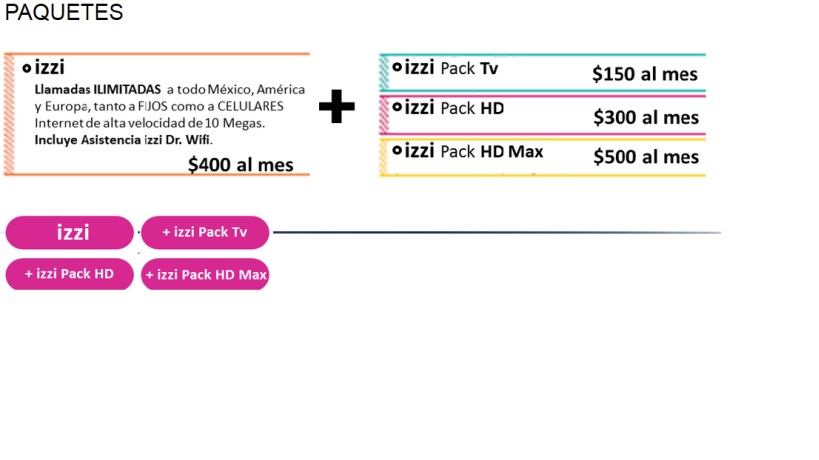 PAQUETES
izzi
Llamadas ILIMITADAS a todo México, América
y Europa, tanto a FIJOS como a CELULARES
Internet de alta velocidad de 10 Megas.
Incluye Asistencia izzi Dr. Wifi.
$400 al mes
+
izzi Pack Tv $150 al mes
izzi Pack HD $300 al mes
izzi Pack HD Max $500 al mes
izzi + izzi Pack Tv
+ izzi Pack HD + izzi Pack HD Max